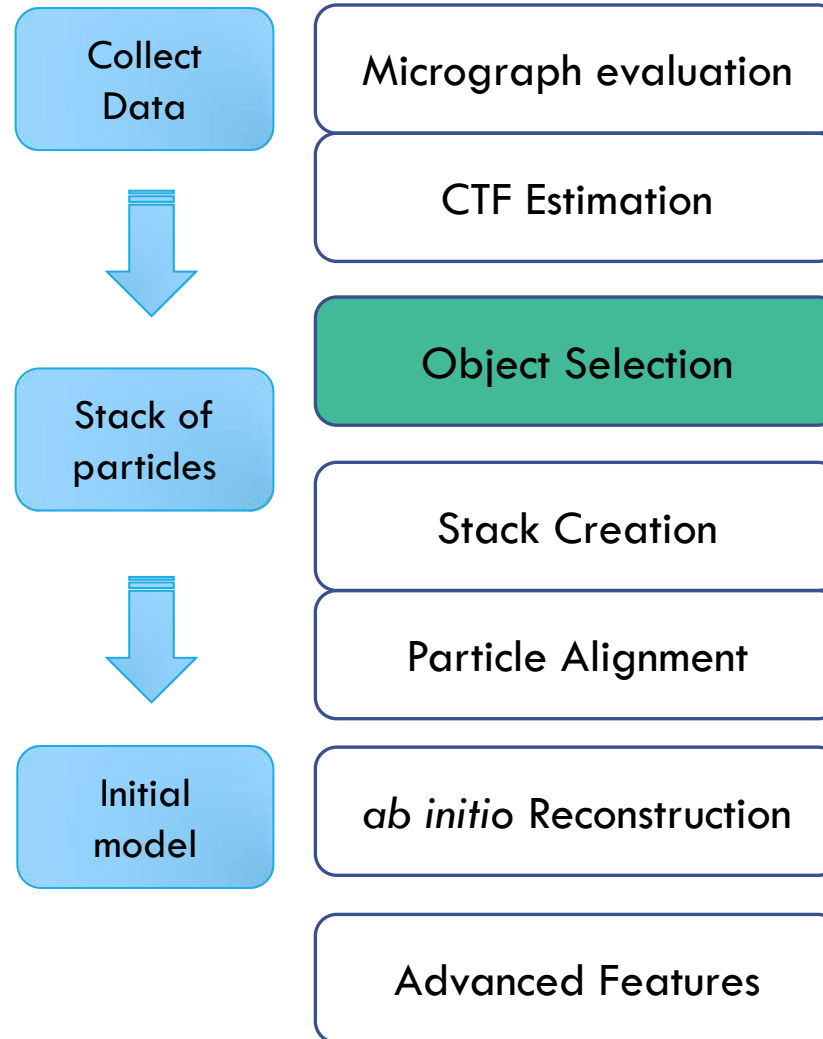 Collect
Data
Micrograph evaluation
CTF Estimation
Object Selection
Stack of
particles
Stack Creation
Particle Alignment
Initial
model
ab initio Reconstruction
Advanced Features